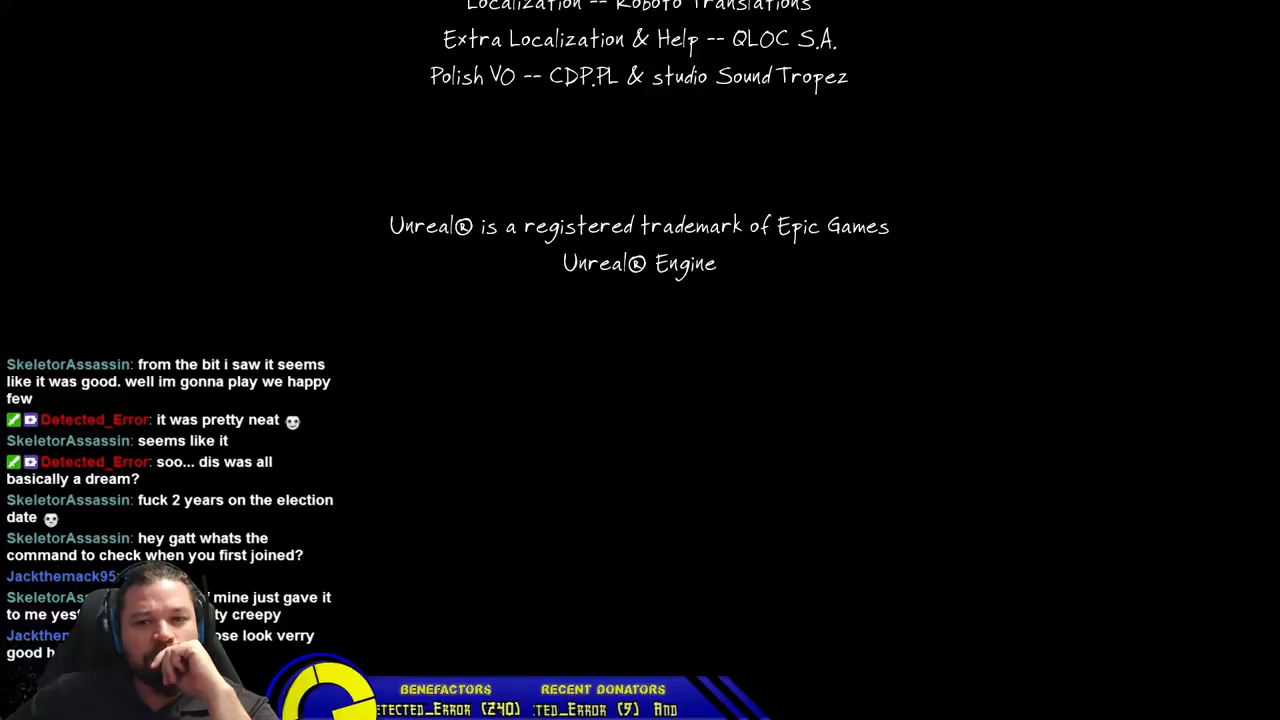 Localization -- Roboto Translations
Extra Localization & Help -- QLOC S.A.
Polish VO -- CDP.PL & studio Sound Tropez
Unreal® is a registered trademark of Epic Games
Unreal® Engine
SkeletorAssassin: from the bit i saw it seems
like it was good. well im gonna play we happy
few
Detected_Error: it was pretty neat
SkeletorAssassin: seems like it
Detected_Error: soo... dis was all
basically a dream?
SkeletorAssassin: fuck 2 years on the election
date
SkeletorAssassin: hey gatt whats the
command to check when you first joined?
Jackthemack95:
SkeletorAs mine just gave it
to me yes ty creepy
Jackthem ose look verry
good h
BENEFACTORS RECENT DONATORS
ETECTED_ERROR (240) TED_ERROR (5) AND